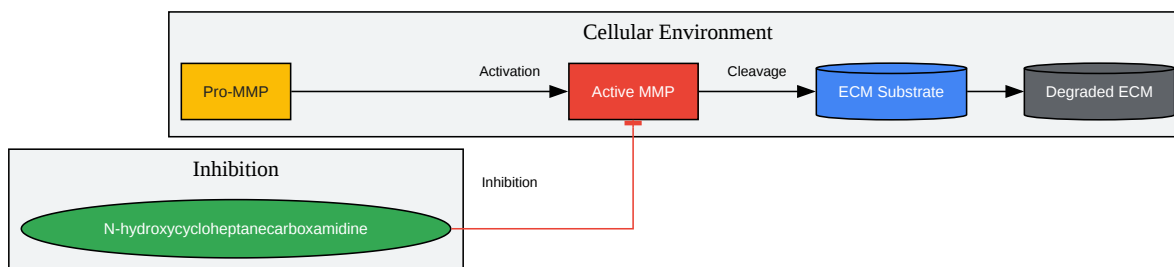 Cellular Environment
Pro-MMP
Activation
Active MMP
Cleavage
ECM Substrate
Degraded ECM
Inhibition
Inhibition
N-hydroxycycloheptanecarboxamidine